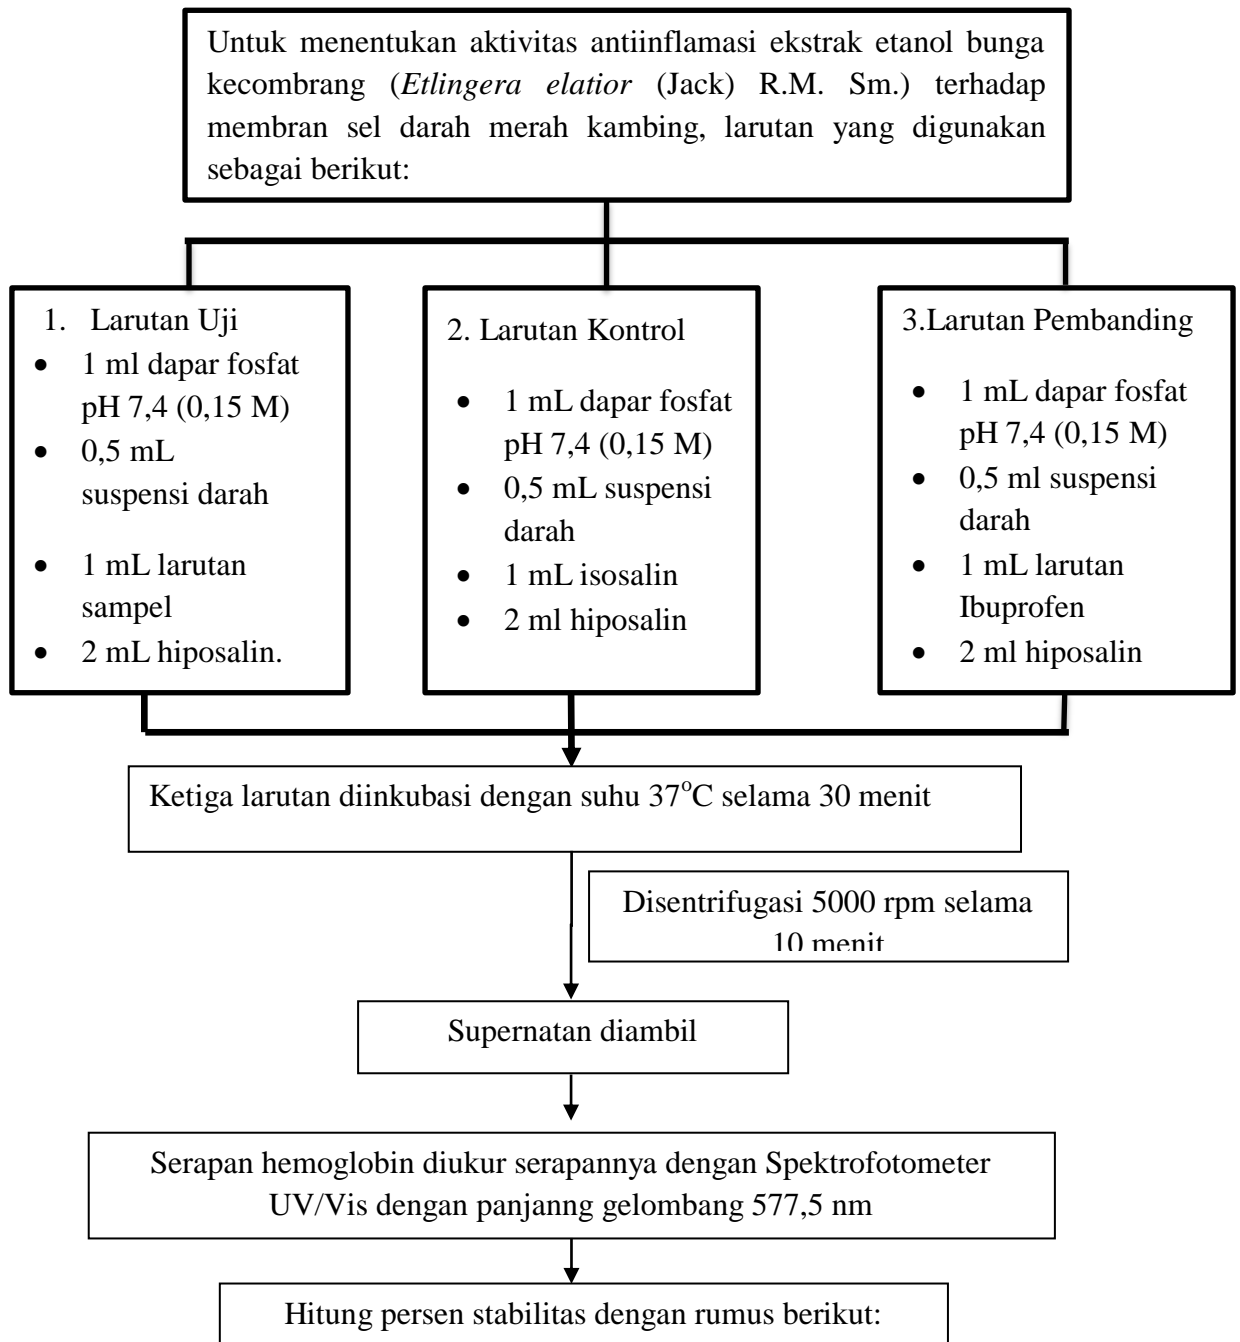 Untuk menentukan aktivitas antiinflamasi ekstrak etanol bunga
kecombrang (Etlingera elatior (Jack) R.M. Sm.) terhadap
membran sel darah merah kambing, larutan yang digunakan
sebagai berikut:
1. Larutan Uji
• 1 ml dapar fosfat
pH 7,4 (0,15 M)
• 0,5 mL
suspensi darah
• 1 mL larutan
sampel
• 2 mL hiposalin.
2. Larutan Kontrol
• 1 mL dapar fosfat
pH 7,4 (0,15 M)
• 0,5 mL suspensi
darah
• 1 mL isosalin
• 2 ml hiposalin
3.Larutan Pembanding
• 1 mL dapar fosfat
pH 7,4 (0,15 M)
• 0,5 ml suspensi
darah
• 1 mL larutan
Ibuprofen
• 2 ml hiposalin
Ketiga larutan diinkubasi dengan suhu 37°C selama 30 menit
Disentrifugasi 5000 rpm selama
10 menit
Supernatan diambil
Serapan hemoglobin diukur serapannya dengan Spektrofotometer
UV/Vis dengan panjanng gelombang 577,5 nm
Hitung persen stabilitas dengan rumus berikut: